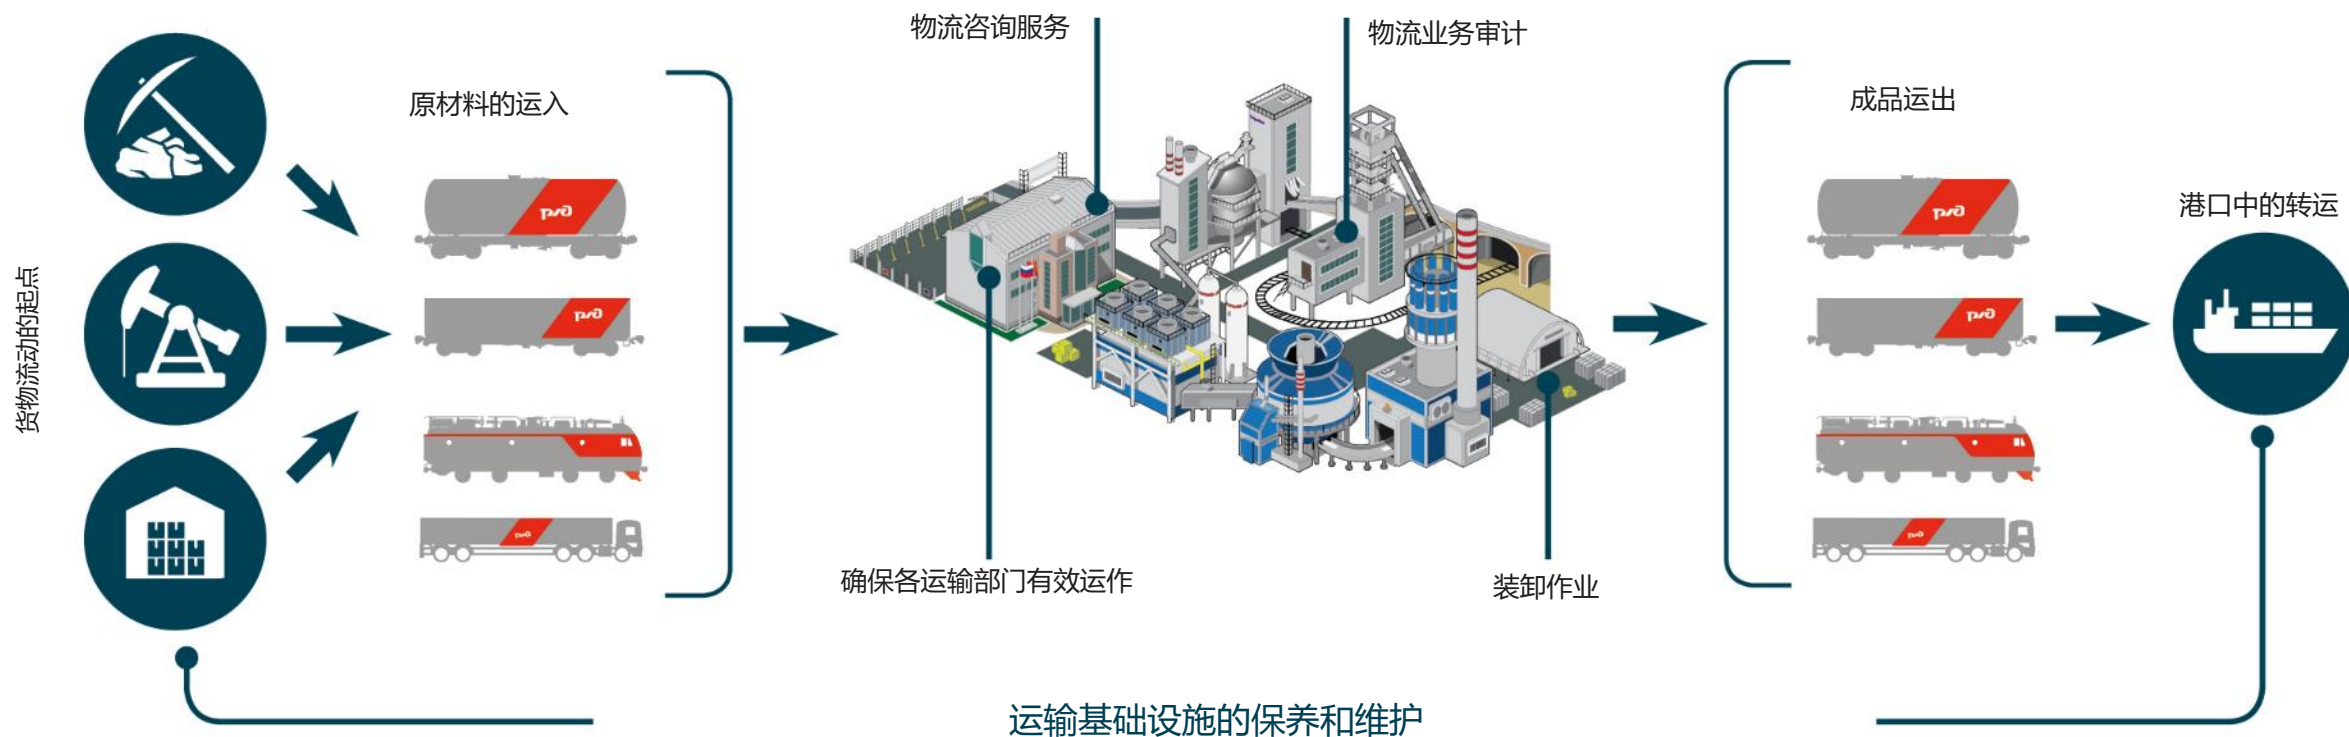 物流咨询服务
物流业务审计
原材料的运入
成品运出
港口中的转运
货物流动的起点
确保各运输部门有效运作
装卸作业
运输基础设施的保养和维护